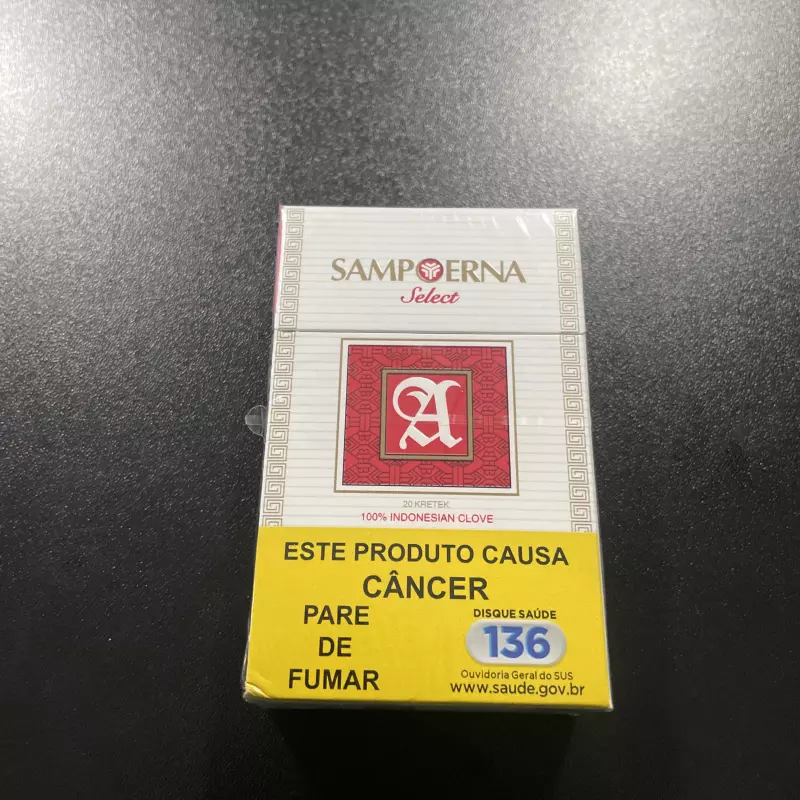 SAMPOERNA
Select
A
20 KRETEK
100% INDONESIAN CLOVE
ESTE PRODUTO CAUSA
CÂNCER
PARE
DE
FUMAR
DISQUE SAÚDE
136
Ouvidoria Geral do SUS
www.saude.gov.br